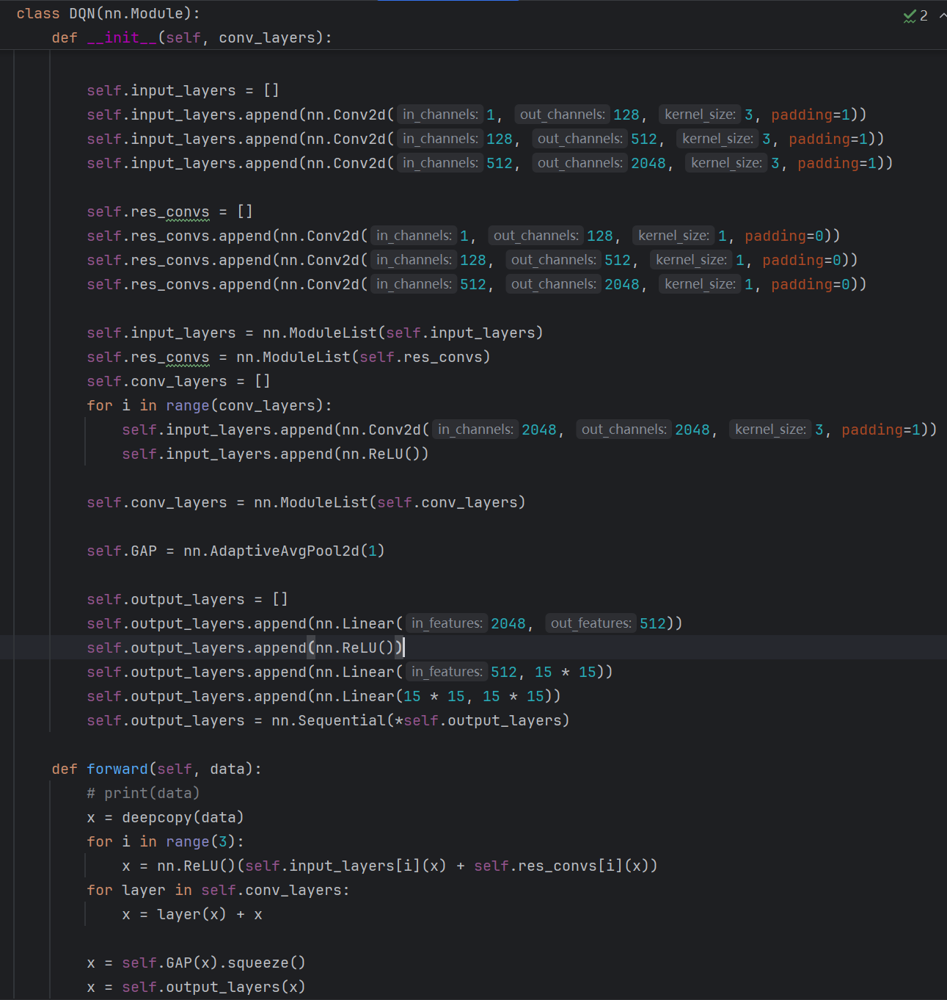 class DQN(nn.Module):
2
def __init__(self, conv_layers):
self.input_layers = []
self.input_layers.append(nn.Conv2d( in_channels: 1, out_channels: 128, kernel_size: 3, padding=1))
self.input_layers.append(nn.Conv2d( in_channels: 128, out_channels: 512, kernel_size: 3, padding=1))
self.input_layers.append(nn.Conv2d( in_channels: 512, out_channels: 2048, kernel_size: 3, padding=1))
self.res_convs = []
self.res_convs.append(nn.Conv2d( in_channels: 1, out_channels: 128, kernel_size: 1, padding=0))
self.res_convs.append(nn.Conv2d( in_channels: 128, out_channels: 512, kernel_size: 1, padding=0))
self.res_convs.append(nn.Conv2d( in_channels: 512, out_channels: 2048, kernel_size: 1, padding=0))
self.input_layers = nn.ModuleList(self.input_layers)
self.res_convs = nn.ModuleList(self.res_convs)
self.conv_layers = []
for i in range(conv_layers):
self.input_layers.append(nn.Conv2d( in_channels: 2048, out_channels: 2048, kernel_size: 3, padding=1))
self.input_layers.append(nn.ReLU())
self.conv_layers = nn.ModuleList(self.conv_layers)
self.GAP = nn.AdaptiveAvgPool2d(1)
self.output_layers = []
self.output_layers.append(nn.Linear( in_features: 2048, out_features: 512))
self.output_layers.append(nn.ReLU())
self.output_layers.append(nn.Linear( in_features: 512, 15 * 15))
self.output_layers.append(nn.Linear(15 * 15, 15 * 15))
self.output_layers = nn.Sequential(*self.output_layers)
def forward(self, data):
# print(data)
x = deepcopy(data)
for i in range(3):
x = nn.ReLU()(self.input_layers[i](x) + self.res_convs[i](x))
for layer in self.conv_layers:
x = layer(x) + x
x = self.GAP(x).squeeze()
x = self.output_layers(x)